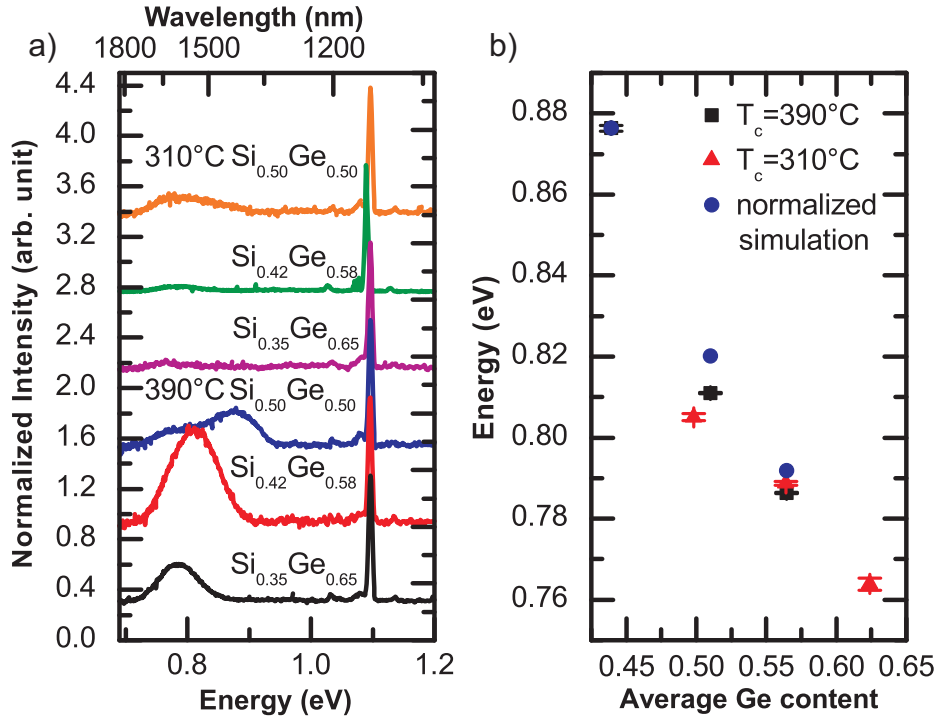 a)
Wavelength (nm)
1800 1500 1200
Normalized Intensity (arb. unit)
4.4
4.0
3.6
3.2
2.8
2.4
2.2
1.8
1.6
1.2
0.8
0.4
0.0
310°C Si0.50Ge0.50
Si0.42Ge0.58
Si0.35Ge0.65
390°C Si0.50Ge0.50
Si0.42Ge0.58
Si0.35Ge0.65
0.8 1.0 1.2
Energy (eV)
b)
Energy (eV)
0.88
0.86
0.84
0.82
0.80
0.78
0.76
Tc=390°C
Tc=310°C
normalized
simulation
0.45 0.50 0.55 0.60 0.65
Average Ge content